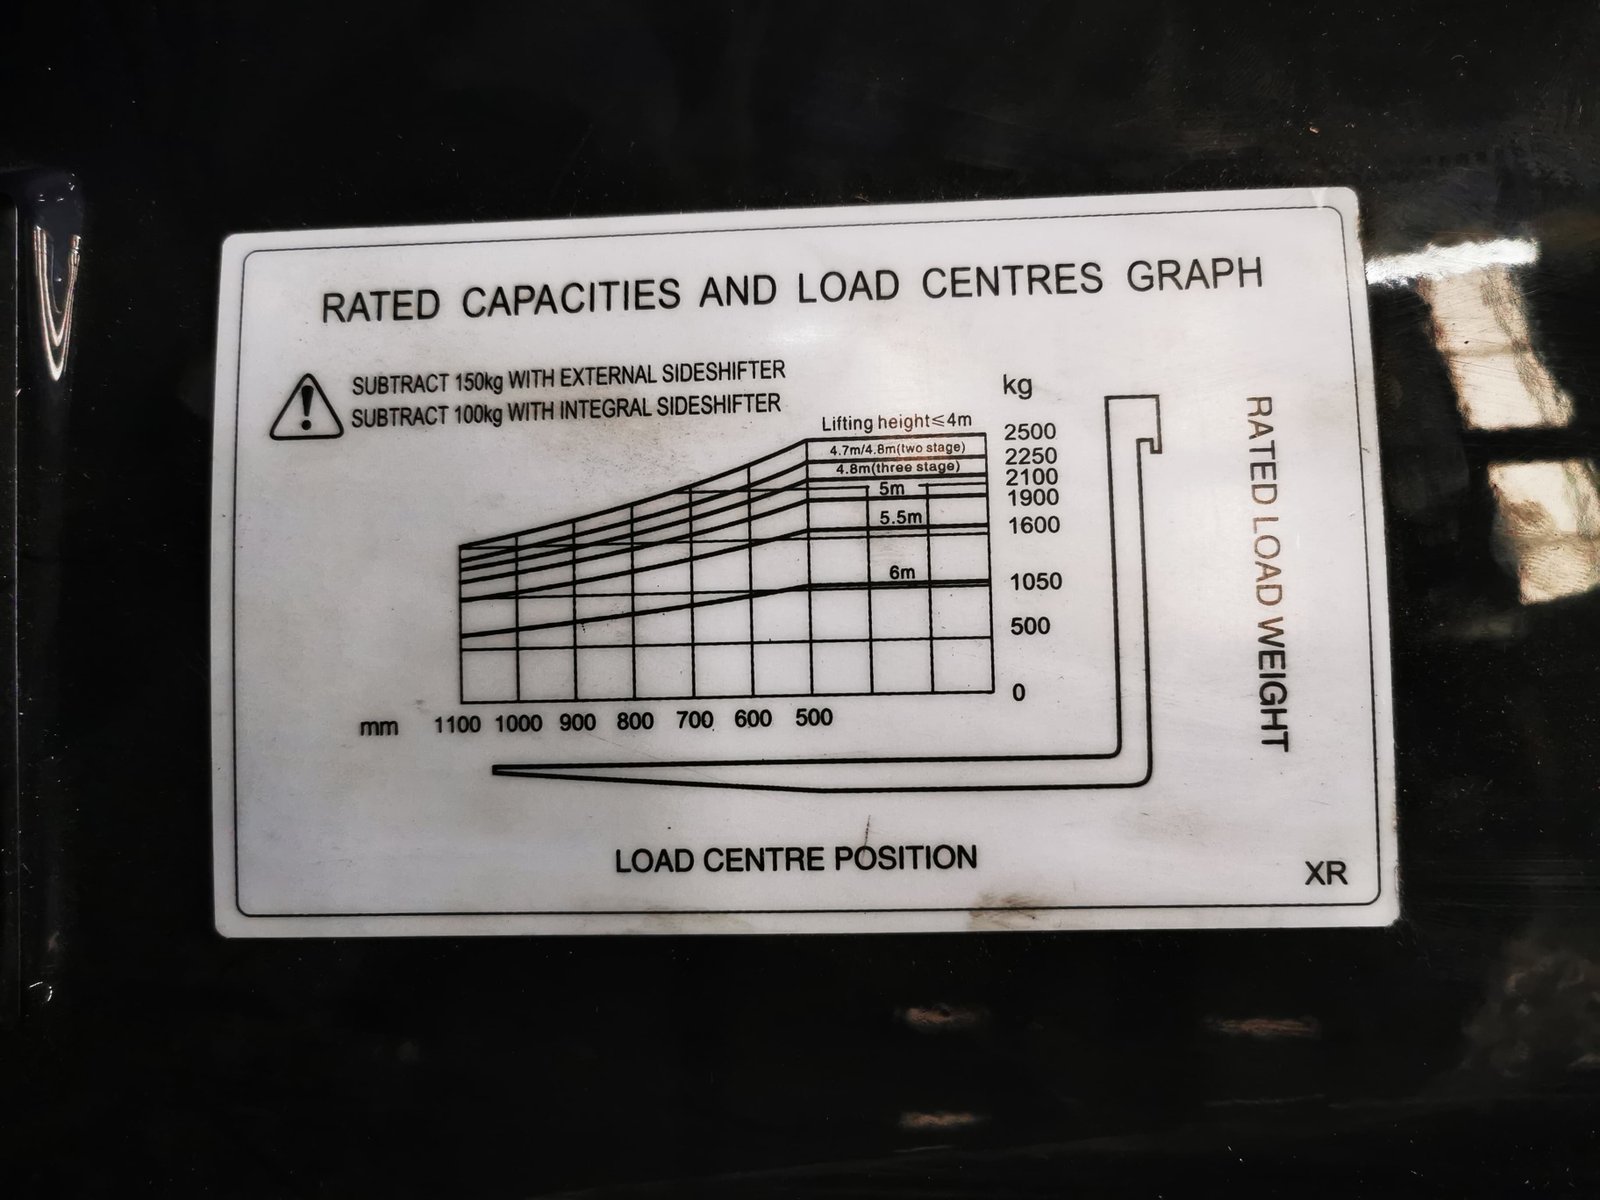 RATED CAPACITIES AND LOAD CENTRES GRAPH
SUBTRACT 150kg WITH EXTERNAL SIDESHIFTER
SUBTRACT 100kg WITH INTEGRAL SIDESHIFTER
kg
Lifting height≤4m
2500
4.7m/4.8m(two stage)
2250
4.8m(three stage)
2100
5m
1900
5.5m
1600
6m
1050
500
0
mm 1100 1000 900 800 700 600 500
RATED LOAD WEIGHT
LOAD CENTRE POSITION
XR